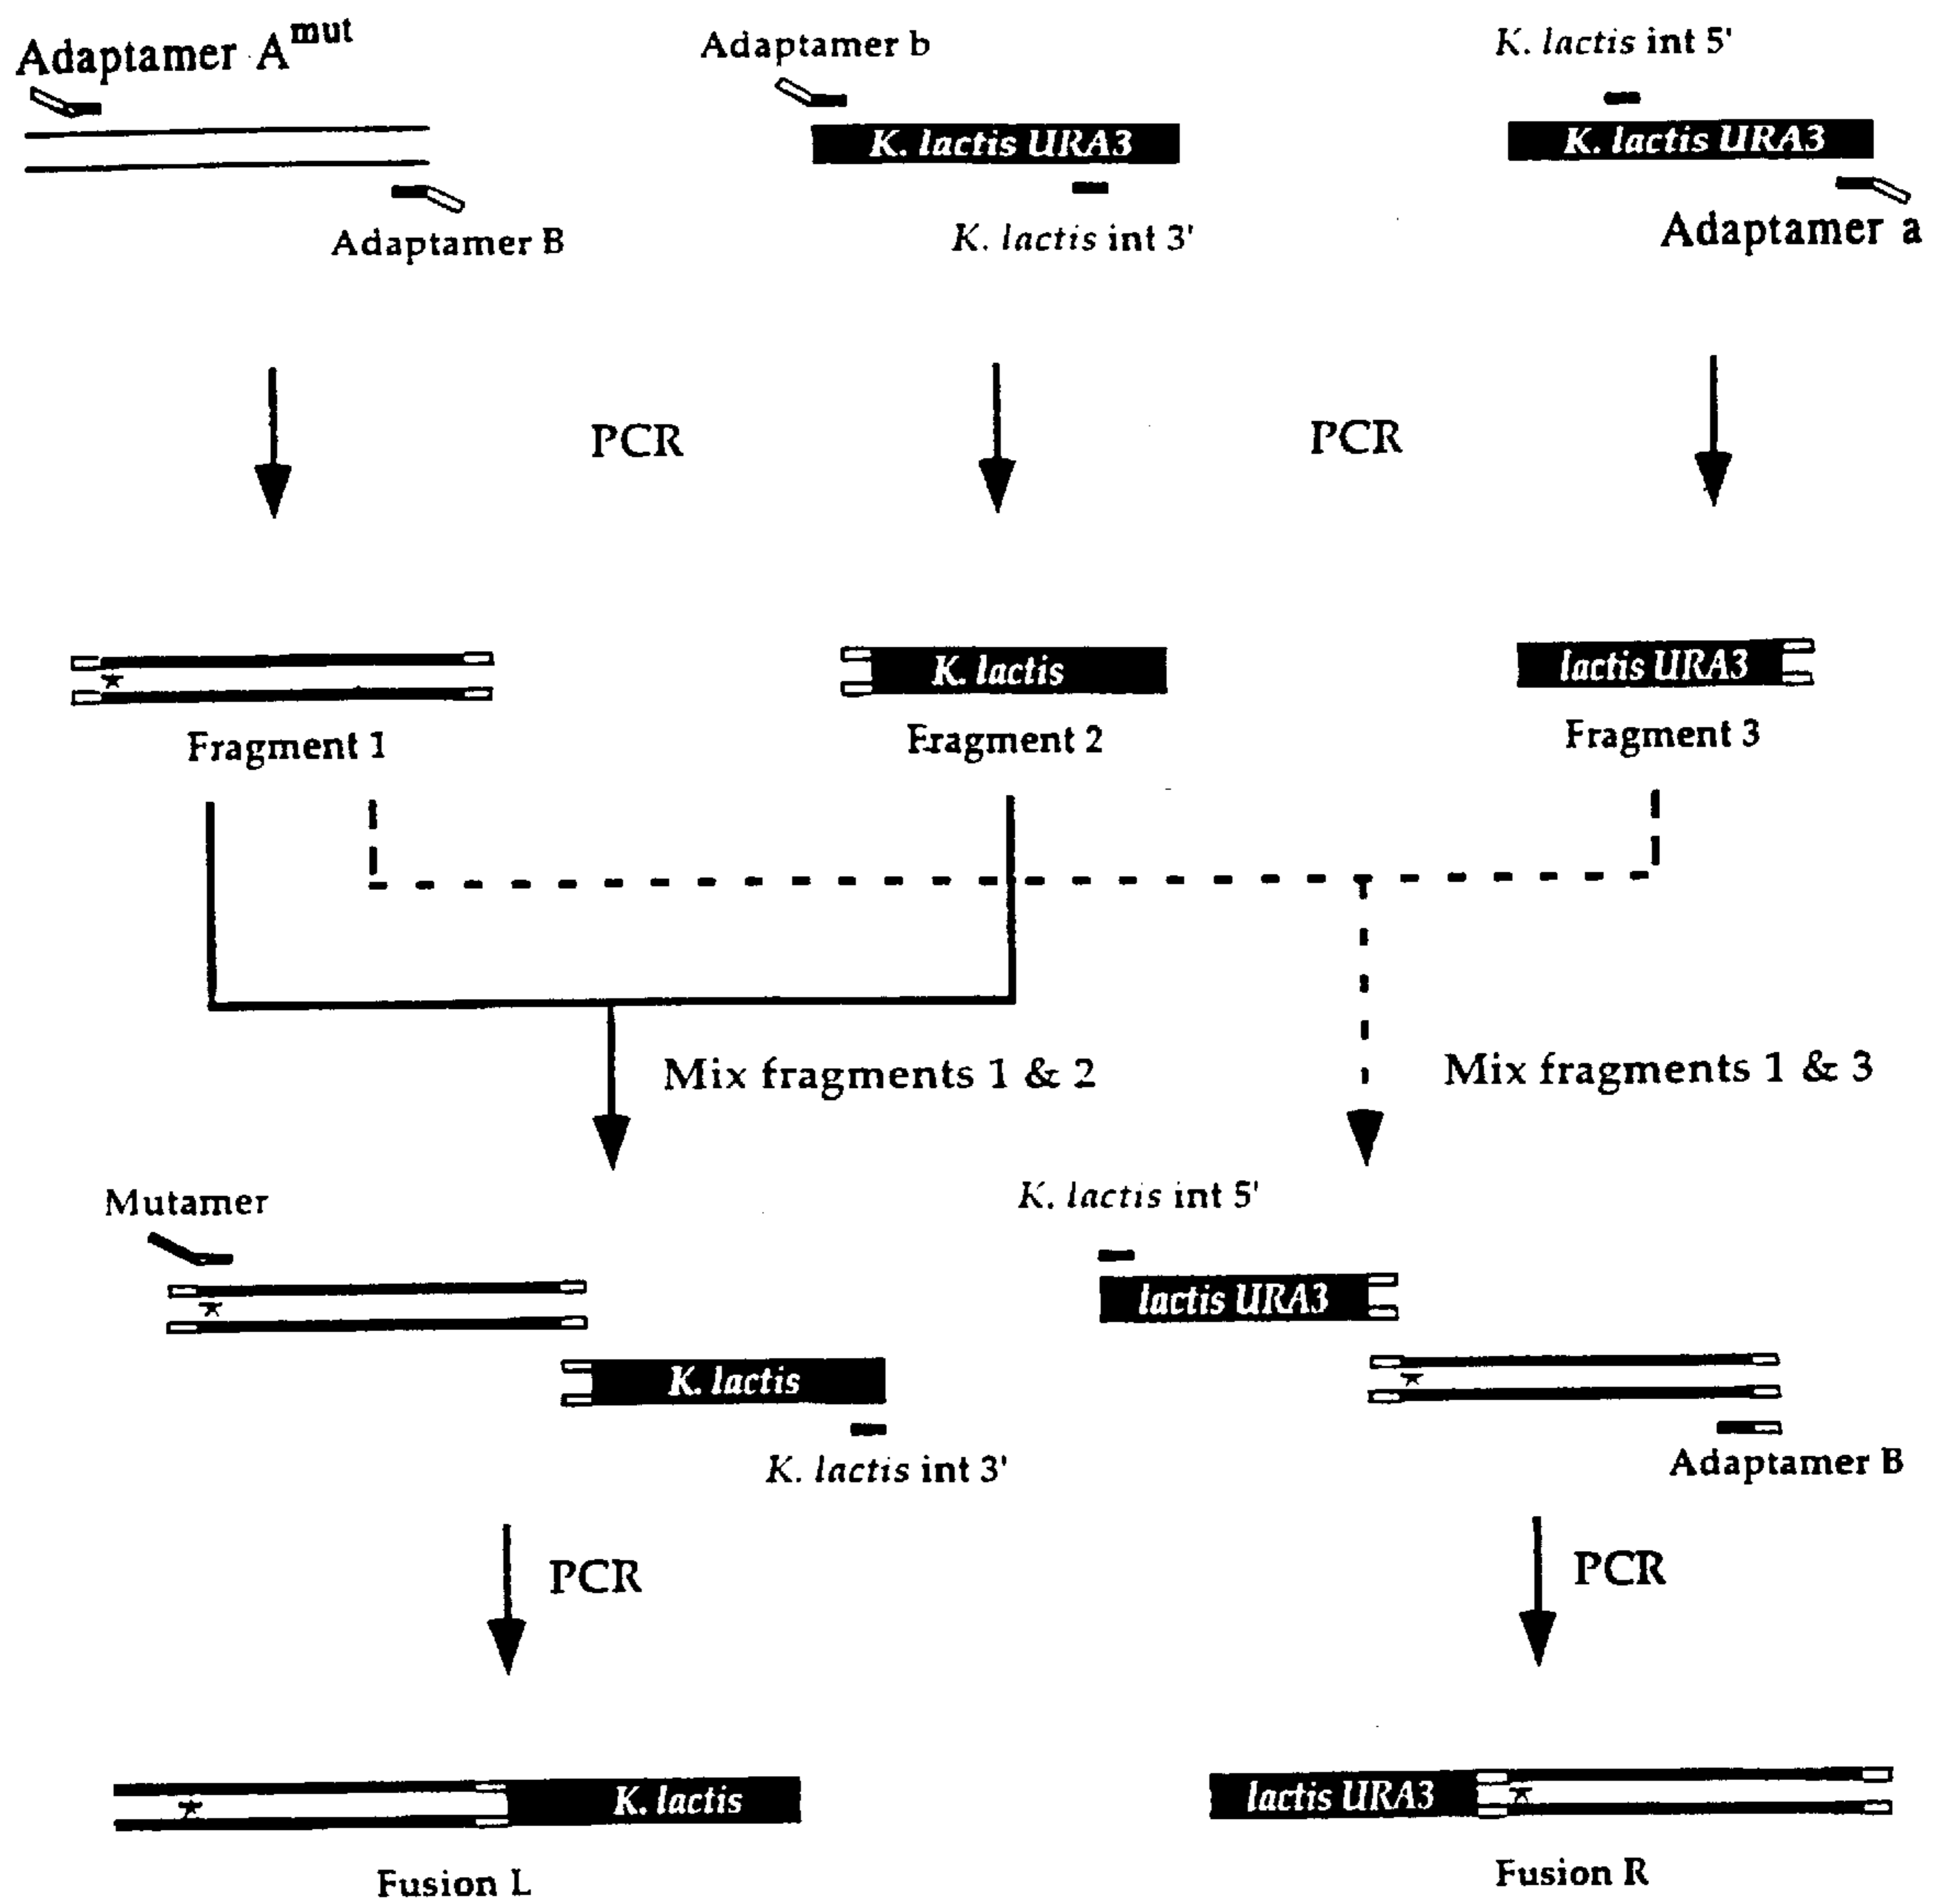 Adaptamer A^mut
Adaptamer b
K. lactis int 5'
K. lactis URA3
K. lactis URA3
Adaptamer B
K. lactis int 3'
Adaptamer a
PCR
PCR
K. lactis
lactis URA3
Fragment 1
Fragment 2
Fragment 3
Mix fragments 1 & 2
Mix fragments 1 & 3
Mutamer
K. lactis int 5'
lactis URA3
K. lactis
K. lactis int 3'
Adaptamer B
PCR
PCR
K. lactis
lactis URA3
Fusion L
Fusion R